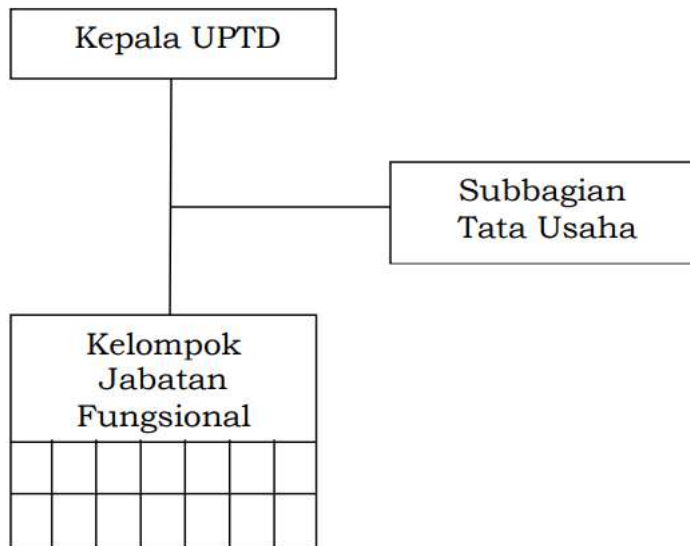 Kepala UPTD
Subbagian
Tata Usaha
Kelompok
Jabatan
Fungsional